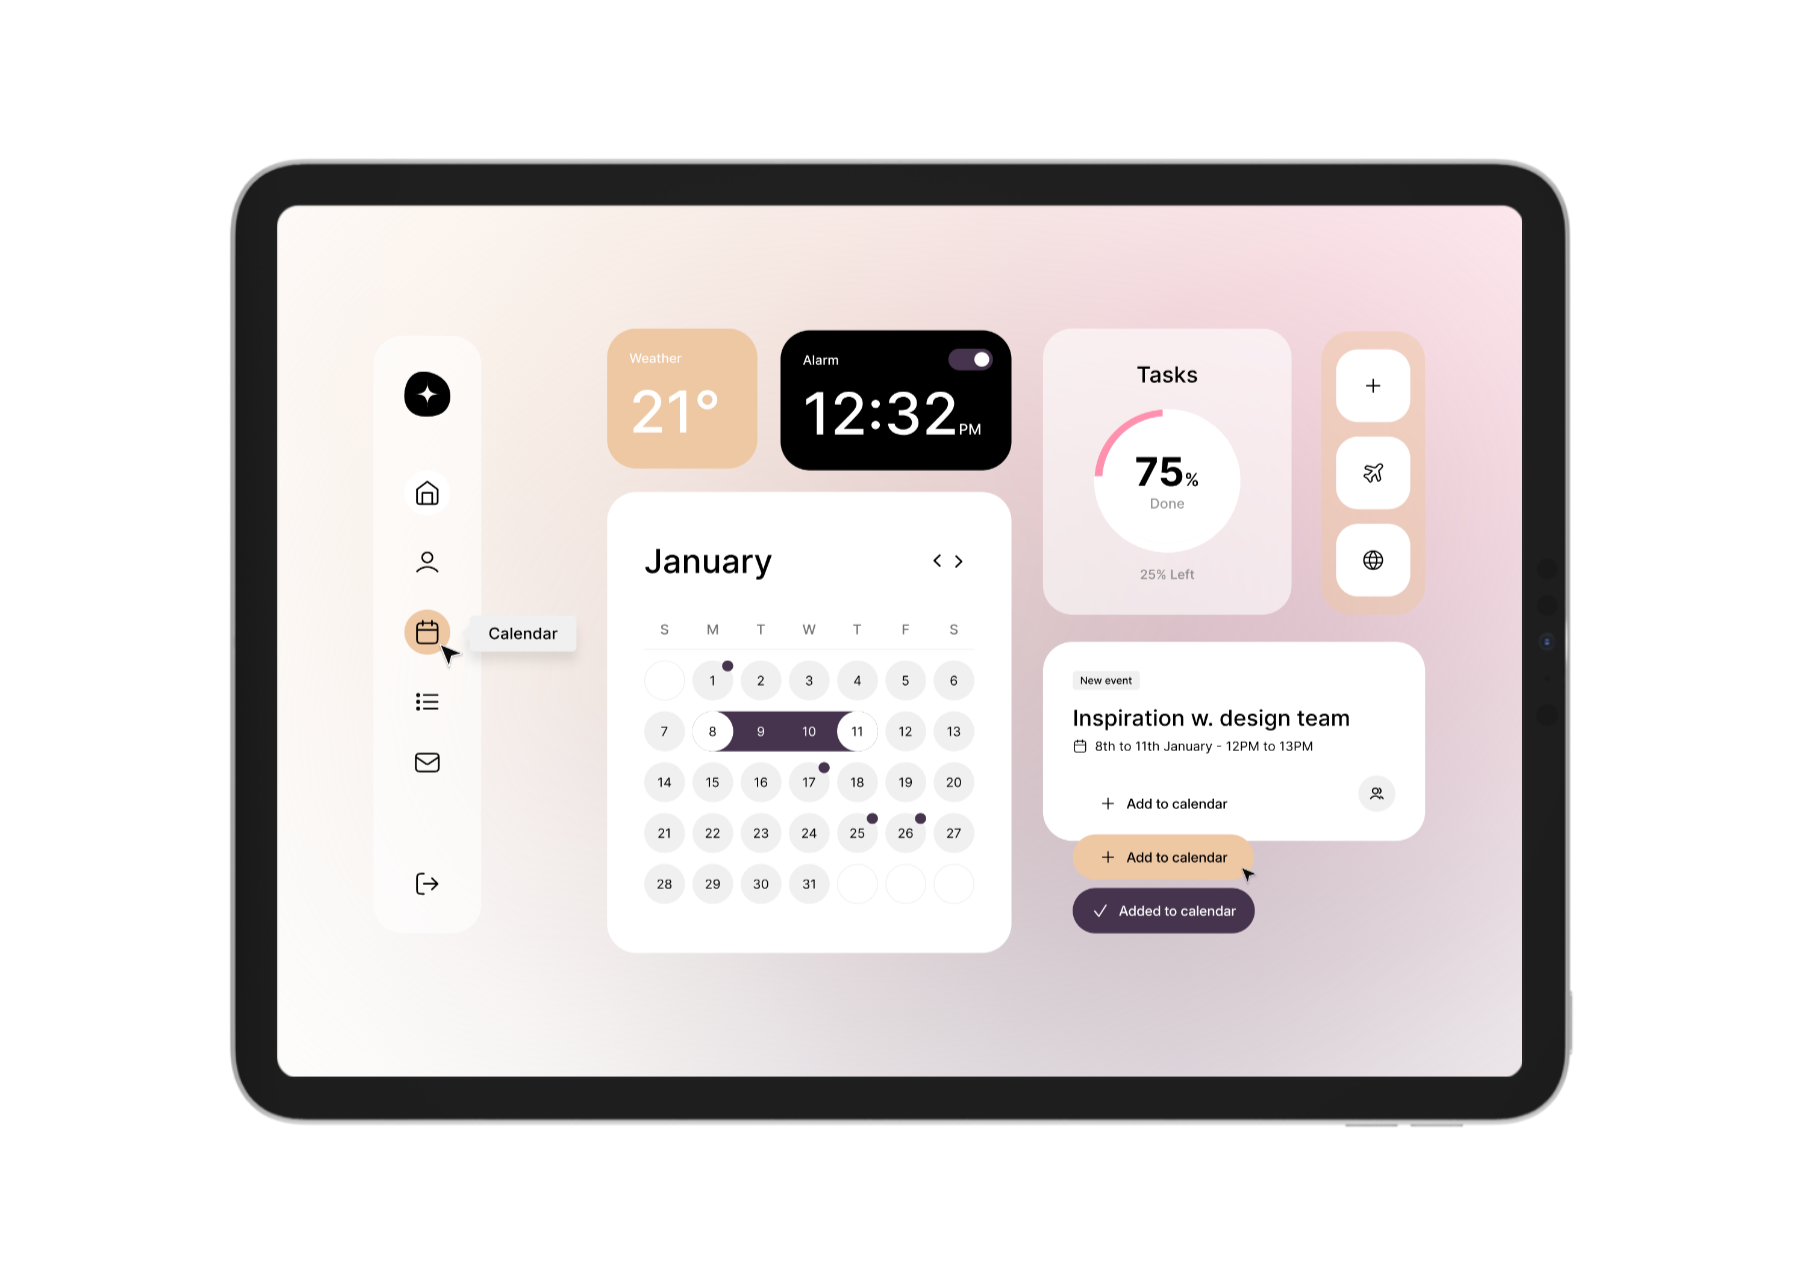 Weather
21°
Alarm
12:32 PM
Tasks
75%
Done
25% Left
Calendar
January
S M T W T F S
1 2 3 4 5 6
7 8 9 10 11 12 13
14 15 16 17 18 19 20
21 22 23 24 25 26 27
28 29 30 31
New event
Inspiration w. design team
8th to 11th January - 12PM to 13PM
Add to calendar
Add to calendar
Added to calendar